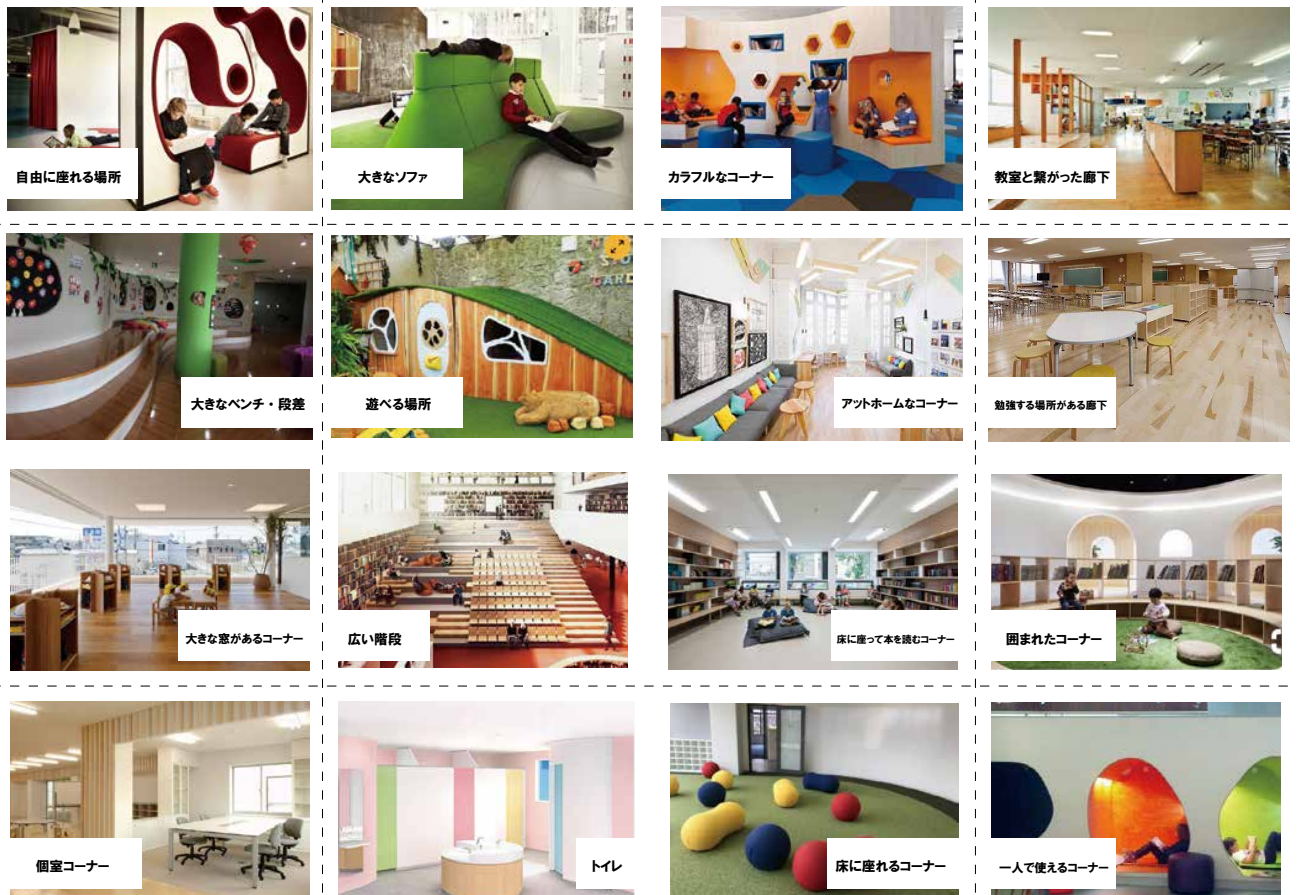 自由に座れる場所
大きなソファ
カラフルなコーナー
教室と繋がった廊下
大きなベンチ・段差
遊べる場所
アットホームなコーナー
勉強する場所がある廊下
大きな窓があるコーナー
広い階段
床に座って本を読むコーナー
囲まれたコーナー
個室コーナー
トイレ
床に座れるコーナー
一人で使えるコーナー